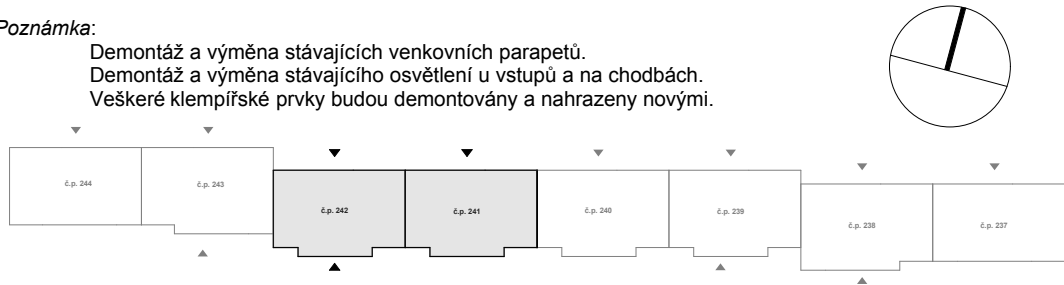 Poznámka:
Demontáž a výměna stávajících venkovních parapetů.
Demontáž a výměna stávajícího osvětlení u vstupů a na chodbách.
Veškeré klempířské prvky budou demontovány a nahrazeny novými.
č.p. 244
č.p. 243
č.p. 242
č.p. 241
č.p. 240
č.p. 239
č.p. 238
č.p. 237